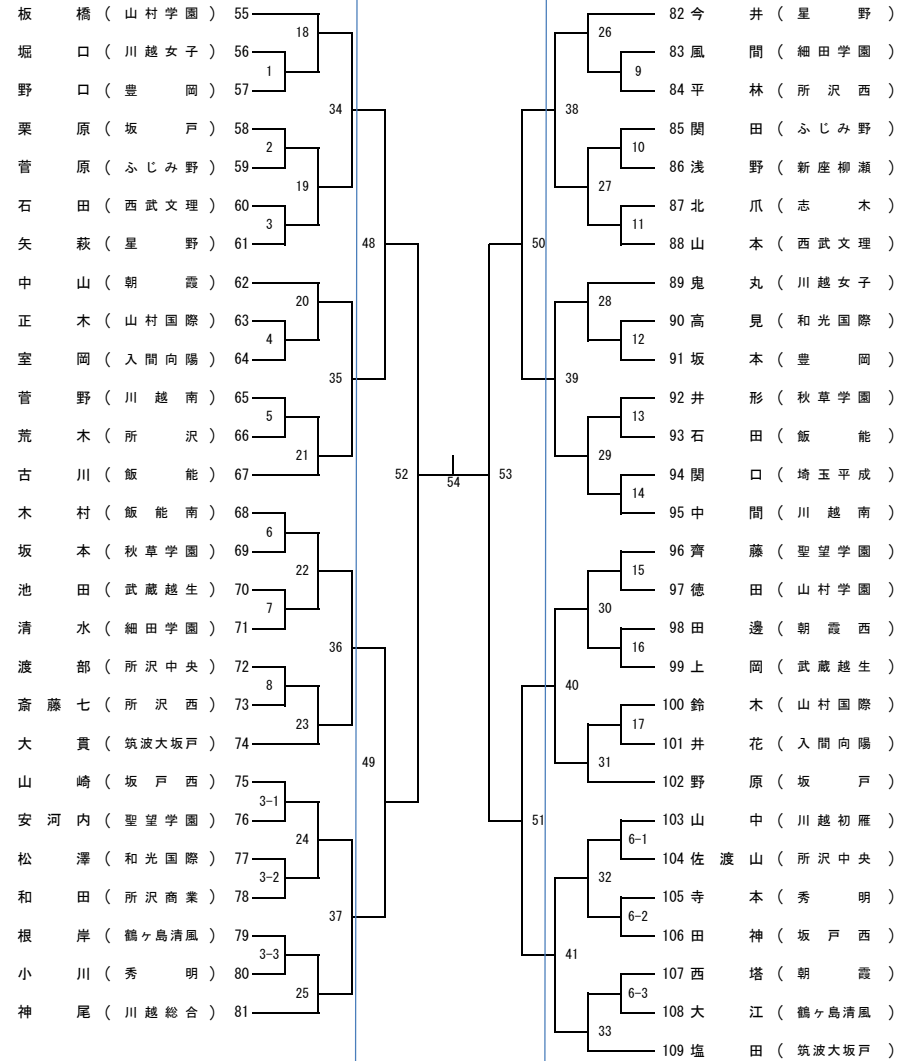 板橋（山村学園）55
18
堀口（川越女子）56
1
野口（豊岡）57
34
栗原（坂戸）58
2
菅原（ふじみ野）59
19
石田（西武文理）60
3
矢萩（星野）61
48
中山（朝霞）62
20
正木（山村国際）63
4
室岡（入間向陽）64
35
菅野（川越南）65
5
荒木（所沢）66
21
古川（飯能）67
52
木村（飯能南）68
6
坂本（秋草学園）69
22
池田（武蔵越生）70
7
清水（細田学園）71
36
渡部（所沢中央）72
8
斎藤七（所沢西）73
23
大貫（筑波大坂戸）74
49
山崎（坂戸西）75
3-1
安河内（聖望学園）76
24
松澤（和光国際）77
3-2
和田（所沢商業）78
37
根岸（鶴ヶ島清風）79
3-3
小川（秀明）80
25
神尾（川越総合）81
54
82 今井（星野）
26
83 風間（細田学園）
9
84 平林（所沢西）
38
85 関田（ふじみ野）
10
86 浅野（新座柳瀬）
27
87 北爪（志木）
11
88 山本（西武文理）
50
89 鬼丸（川越女子）
28
90 高見（和光国際）
12
91 坂本（豊岡）
39
92 井形（秋草学園）
13
93 石田（飯能）
29
94 関口（埼玉平成）
14
95 中間（川越南）
53
96 齊藤（聖望学園）
15
97 徳田（山村学園）
30
98 田邊（朝霞西）
16
99 上岡（武蔵越生）
40
100 鈴木（山村国際）
17
101 井花（入間向陽）
31
102 野原（坂戸）
51
103 山中（川越初雁）
6-1
104 佐渡山（所沢中央）
32
105 寺本（秀明）
6-2
106 田神（坂戸西）
41
107 西塔（朝霞）
6-3
108 大江（鶴ヶ島清風）
33
109 塩田（筑波大坂戸）